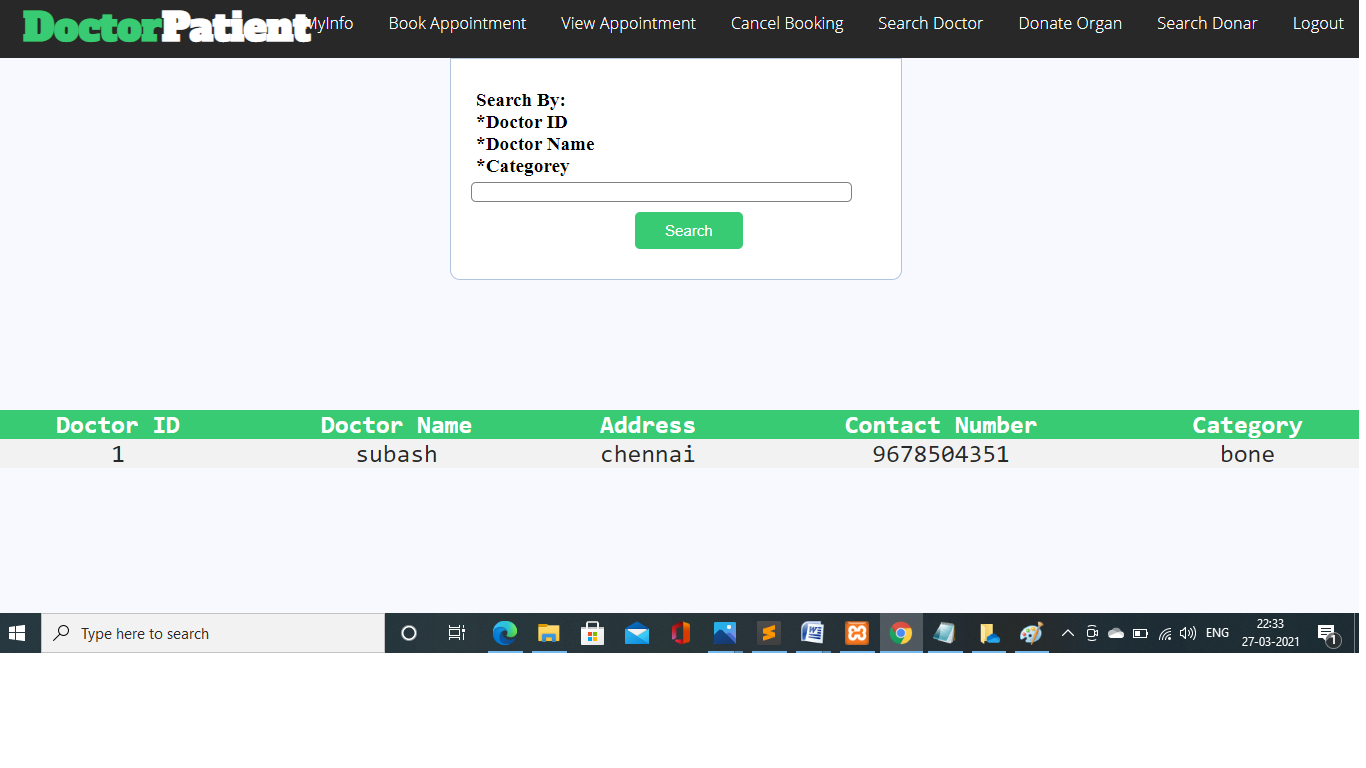 DoctorPatient MyInfo Book Appointment View Appointment Cancel Booking Search Doctor Donate Organ Search Donar Logout
Search By:
*Doctor ID
*Doctor Name
*Categorey
Search
Doctor ID Doctor Name Address Contact Number Category
1 subash chennai 9678504351 bone
Type here to search ENG 22:33
27-03-2021 1